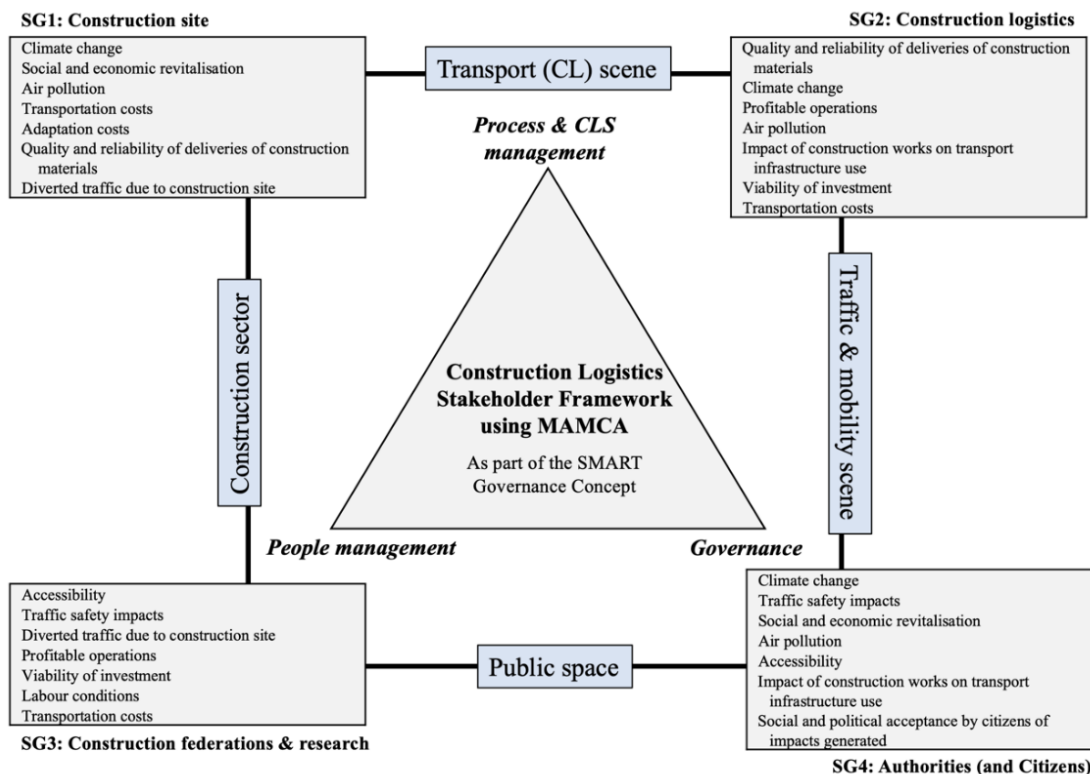 SG1: Construction site
Climate change
Social and economic revitalisation
Air pollution
Transportation costs
Adaptation costs
Quality and reliability of deliveries of construction
materials
Diverted traffic due to construction site
Transport (CL) scene
SG2: Construction logistics
Quality and reliability of deliveries of construction
materials
Climate change
Profitable operations
Air pollution
Impact of construction works on transport
infrastructure use
Viability of investment
Transportation costs
Process & CLS
management
Construction sector
Construction Logistics
Stakeholder Framework
using MAMCA
As part of the SMART
Governance Concept
Traffic & mobility scene
People management
Governance
Accessibility
Traffic safety impacts
Diverted traffic due to construction site
Profitable operations
Viability of investment
Labour conditions
Transportation costs
SG3: Construction federations & research
Public space
Climate change
Traffic safety impacts
Social and economic revitalisation
Air pollution
Accessibility
Impact of construction works on transport
infrastructure use
Social and political acceptance by citizens of
impacts generated
SG4: Authorities (and Citizens)